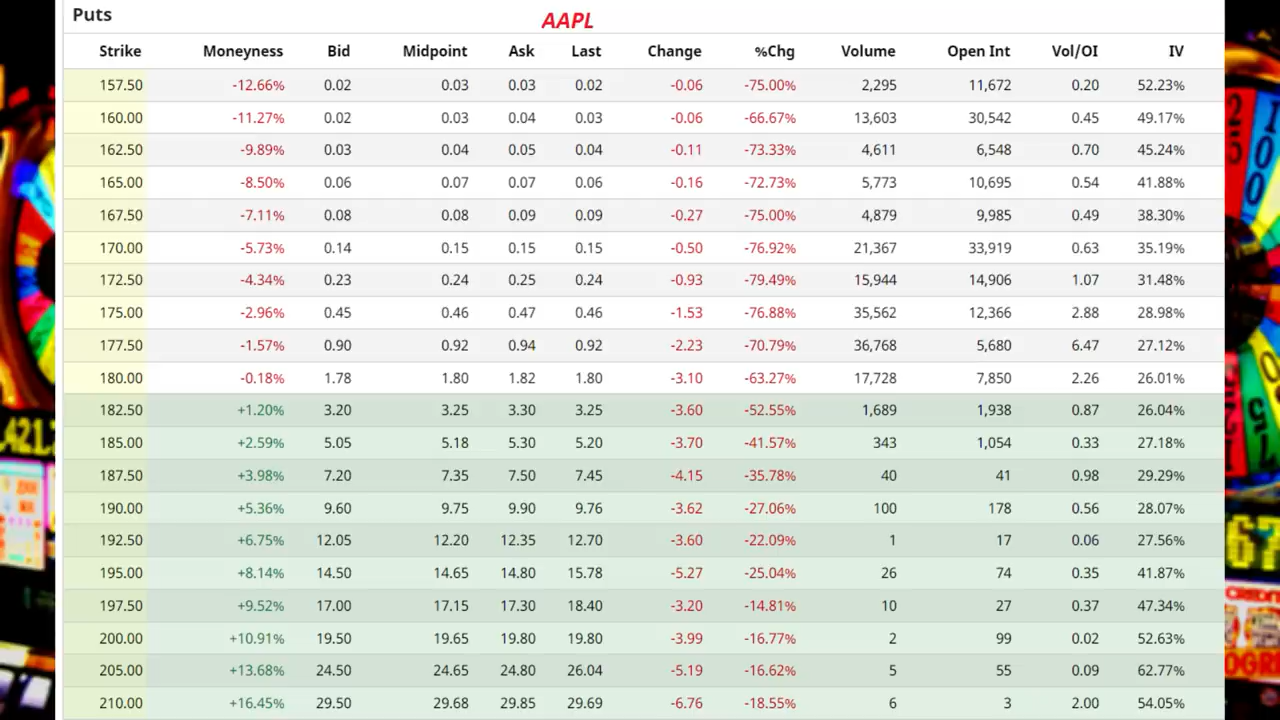 Puts AAPL
Strike Moneyness Bid Midpoint Ask Last Change %Chg Volume Open Int Vol/OI IV
157.50 -12.66% 0.02 0.03 0.03 0.02 -0.06 -75.00% 2,295 11,672 0.20 52.23%
160.00 -11.27% 0.02 0.03 0.04 0.03 -0.06 -66.67% 13,603 30,542 0.45 49.17%
162.50 -9.89% 0.03 0.04 0.05 0.04 -0.11 -73.33% 4,611 6,548 0.70 45.24%
165.00 -8.50% 0.06 0.07 0.07 0.06 -0.16 -72.73% 5,773 10,695 0.54 41.88%
167.50 -7.11% 0.08 0.08 0.09 0.09 -0.27 -75.00% 4,879 9,985 0.49 38.30%
170.00 -5.73% 0.14 0.15 0.15 0.15 -0.50 -76.92% 21,367 33,919 0.63 35.19%
172.50 -4.34% 0.23 0.24 0.25 0.24 -0.93 -79.49% 15,944 14,906 1.07 31.48%
175.00 -2.96% 0.45 0.46 0.47 0.46 -1.53 -76.88% 35,562 12,366 2.88 28.98%
177.50 -1.57% 0.90 0.92 0.94 0.92 -2.23 -70.79% 36,768 5,680 6.47 27.12%
180.00 -0.18% 1.78 1.80 1.82 1.80 -3.10 -63.27% 17,728 7,850 2.26 26.01%
182.50 +1.20% 3.20 3.25 3.30 3.25 -3.60 -52.55% 1,689 1,938 0.87 26.04%
185.00 +2.59% 5.05 5.18 5.30 5.20 -3.70 -41.57% 343 1,054 0.33 27.18%
187.50 +3.98% 7.20 7.35 7.50 7.45 -4.15 -35.78% 40 41 0.98 29.29%
190.00 +5.36% 9.60 9.75 9.90 9.76 -3.62 -27.06% 100 178 0.56 28.07%
192.50 +6.75% 12.05 12.20 12.35 12.70 -3.60 -22.09% 1 17 0.06 27.56%
195.00 +8.14% 14.50 14.65 14.80 15.78 -5.27 -25.04% 26 74 0.35 41.87%
197.50 +9.52% 17.00 17.15 17.30 18.40 -3.20 -14.81% 10 27 0.37 47.34%
200.00 +10.91% 19.50 19.65 19.80 19.80 -3.99 -16.77% 2 99 0.02 52.63%
205.00 +13.68% 24.50 24.65 24.80 26.04 -5.19 -16.62% 5 55 0.09 62.77%
210.00 +16.45% 29.50 29.68 29.85 29.69 -6.76 -18.55% 6 3 2.00 54.05%